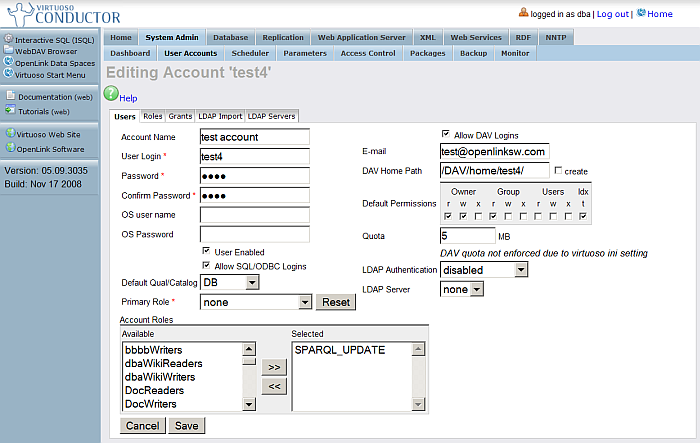 VIRTUOSO
CONDUCTOR
logged in as dba | Log out | Home
Interactive SQL (ISQL)
WebDAV Browser
OpenLink Data Spaces
Virtuoso Start Menu
Documentation (web)
Tutorials (web)
Virtuoso Web Site
OpenLink Software
Version: 05.09.3035
Build: Nov 17 2008
Home System Admin Database Replication Web Application Server XML Web Services RDF NNTP
Dashboard User Accounts Scheduler Parameters Access Control Packages Backup Monitor
Editing Account 'test4'
Help
Users Roles Grants LDAP Import LDAP Servers
Account Name test account
User Login * test4
Password * ●●●●
Confirm Password * ●●●●
OS user name
OS Password
User Enabled
Allow SQL/ODBC Logins
Default Qual/Catalog DB
Primary Role * none Reset
Allow DAV Logins
E-mail test@openlinksw.com
DAV Home Path /DAV/home/test4/ create
Owner Group Users Idx
Default Permissions r w x r w x r w x t
Quota 5 MB
DAV quota not enforced due to virtuoso ini setting
LDAP Authentication disabled
LDAP Server none
Account Roles
Available Selected
bbbbWriters
dbaWikiReaders
dbaWikiWriters
DocReaders
DocWriters
>>
<<
SPARQL_UPDATE
Cancel Save